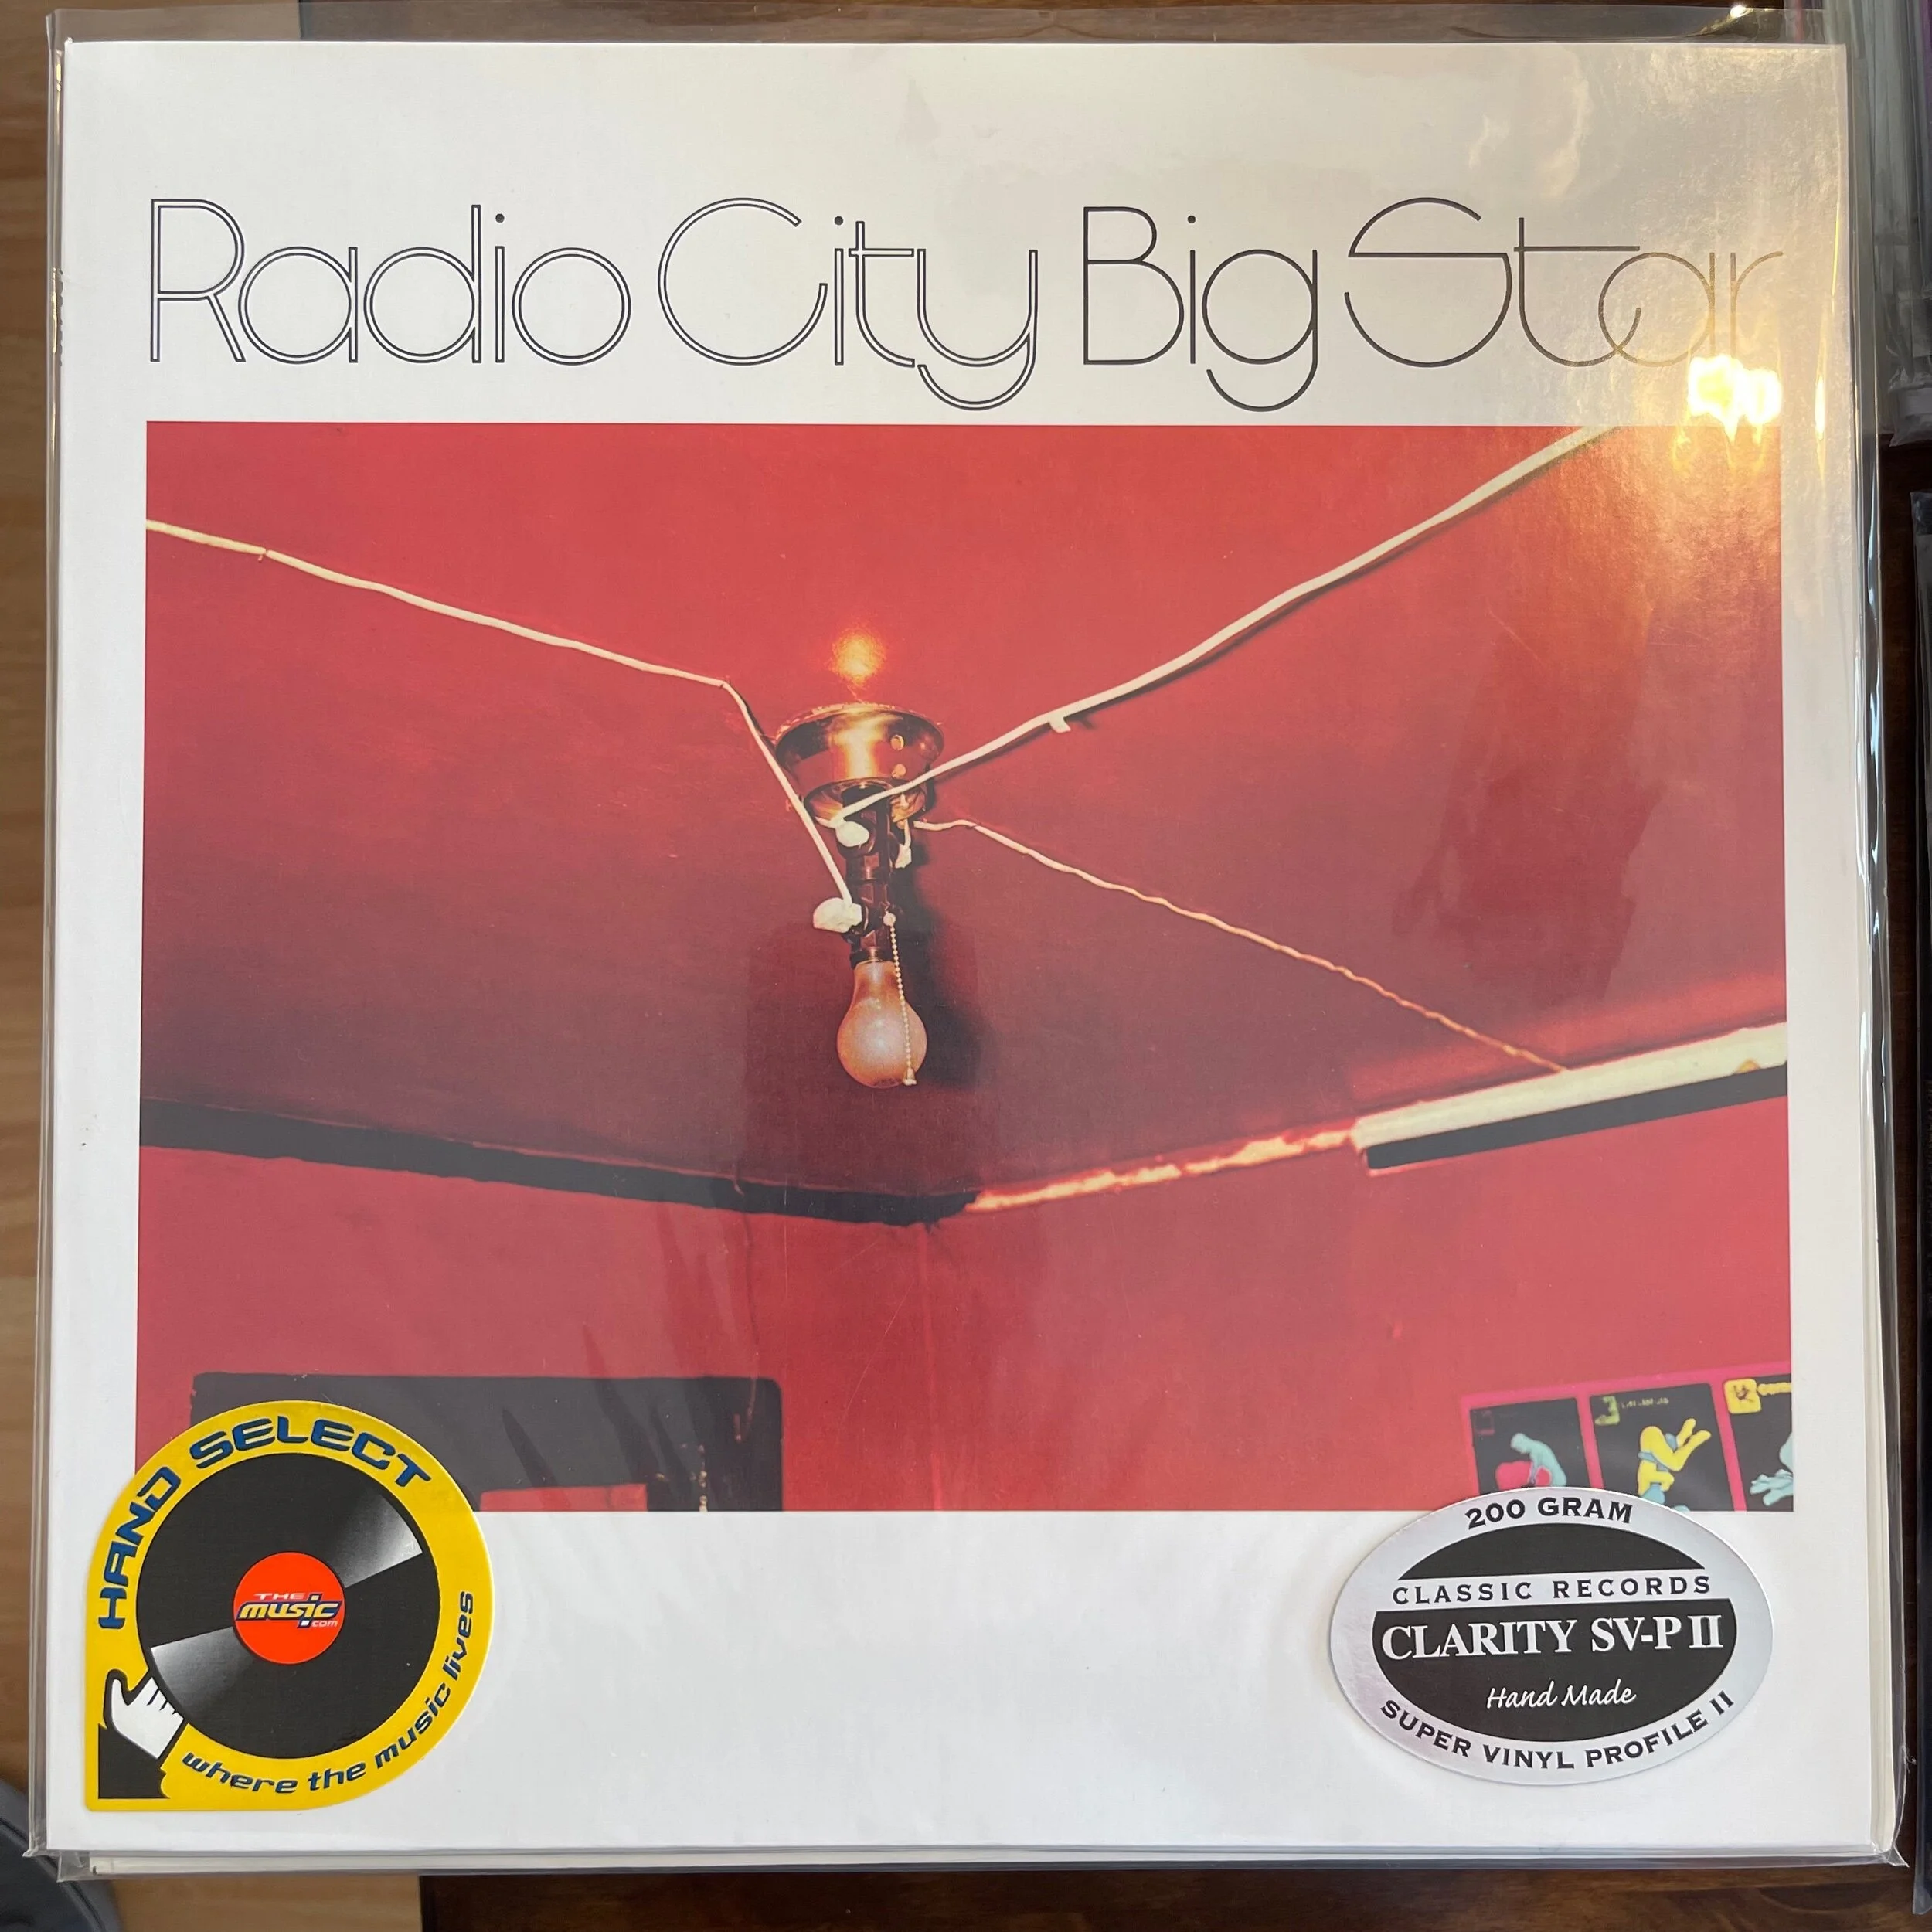 Radio City Big Star
HAND SELECT
THE
music
.com
where the music lives
200 GRAM
CLASSIC RECORDS
CLARITY SV-P II
Hand Made
SUPER VINYL PROFILE II